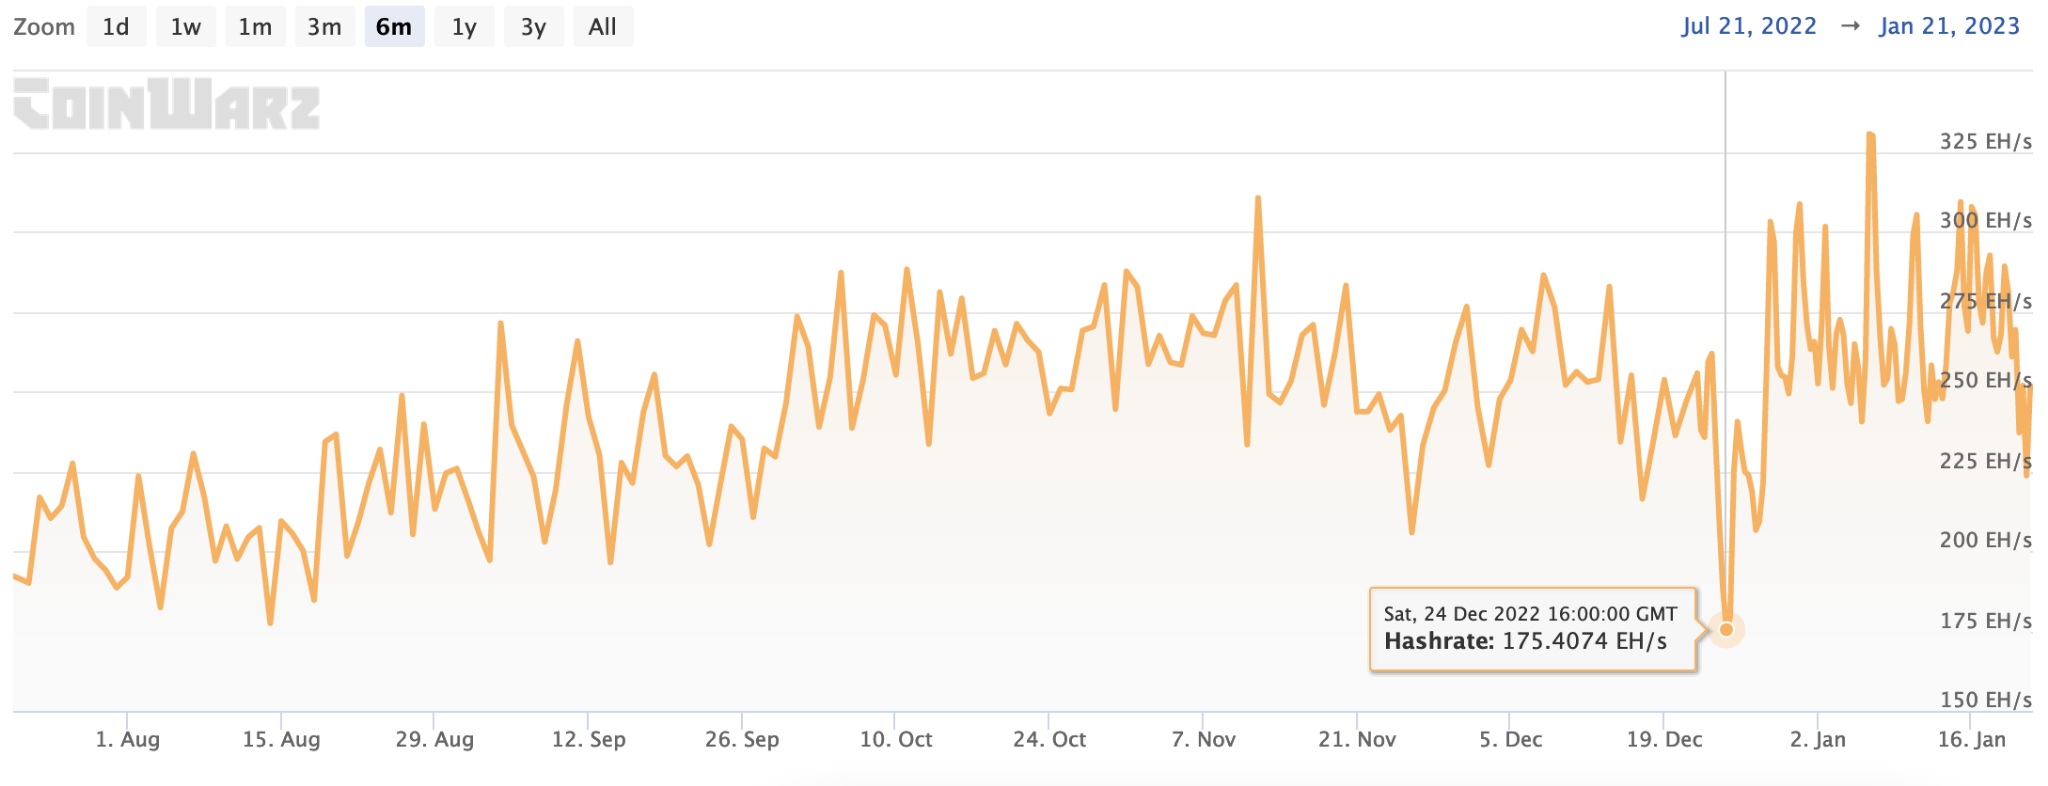 Zoom 1d 1w 1m 3m 6m 1y 3y All Jul 21, 2022 → Jan 21, 2023
COINWARZ
325 EH/s
300 EH/s
275 EH/s
250 EH/s
225 EH/s
200 EH/s
Sat, 24 Dec 2022 16:00:00 GMT
Hashrate: 175.4074 EH/s
175 EH/s
150 EH/s
1. Aug 15. Aug 29. Aug 12. Sep 26. Sep 10. Oct 24. Oct 7. Nov 21. Nov 5. Dec 19. Dec 2. Jan 16. Jan